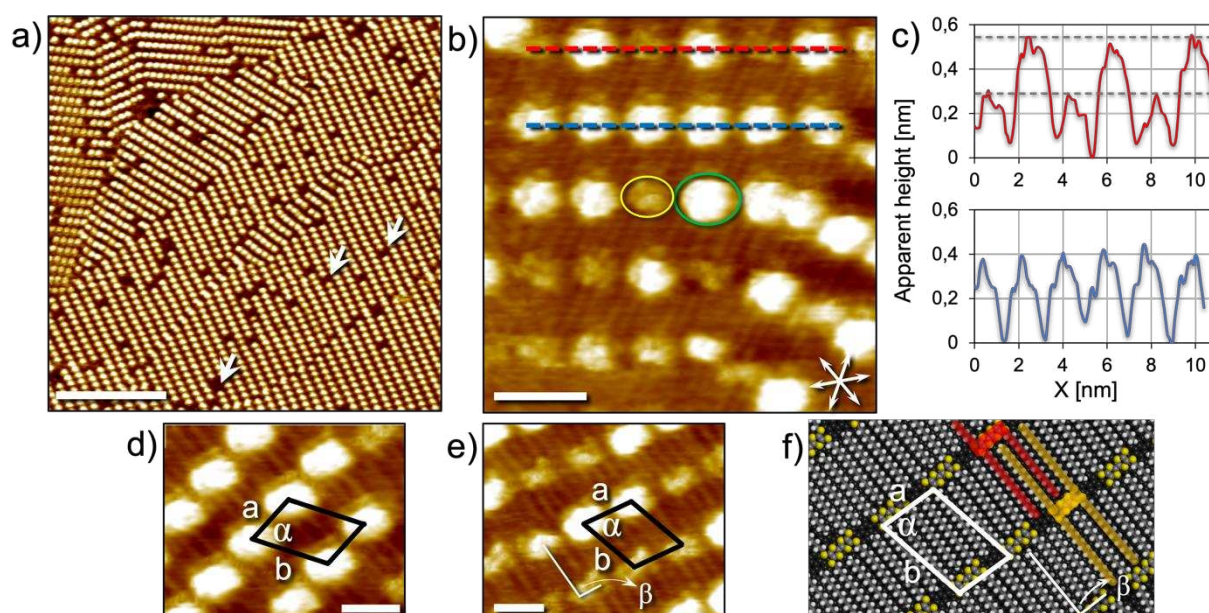 a)
b)
c)
Apparent height [nm]
0,6
0,4
0,2
0
0 2 4 6 8 10
0,6
0,4
0,2
0
0 2 4 6 8 10
X [nm]
d)
a
α
b
e)
a
α
b
β
f)
a
α
b
β